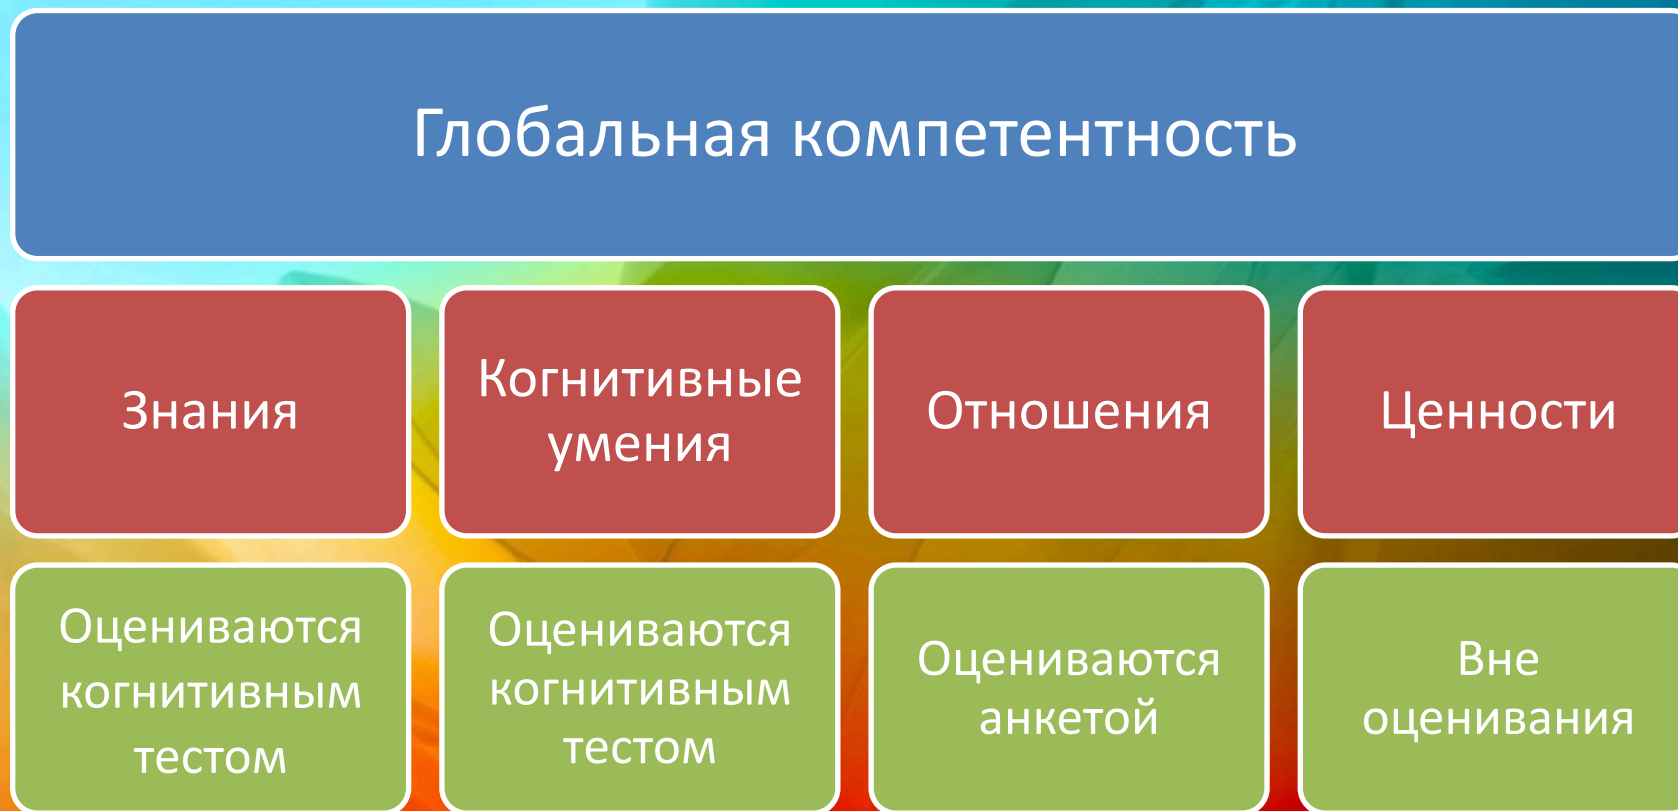 Глобальная компетентность
Знания
Когнитивные
умения
Отношения
Ценности
Оцениваются
когнитивным
тестом
Оцениваются
когнитивным
тестом
Оцениваются
анкетой
Вне
оценивания